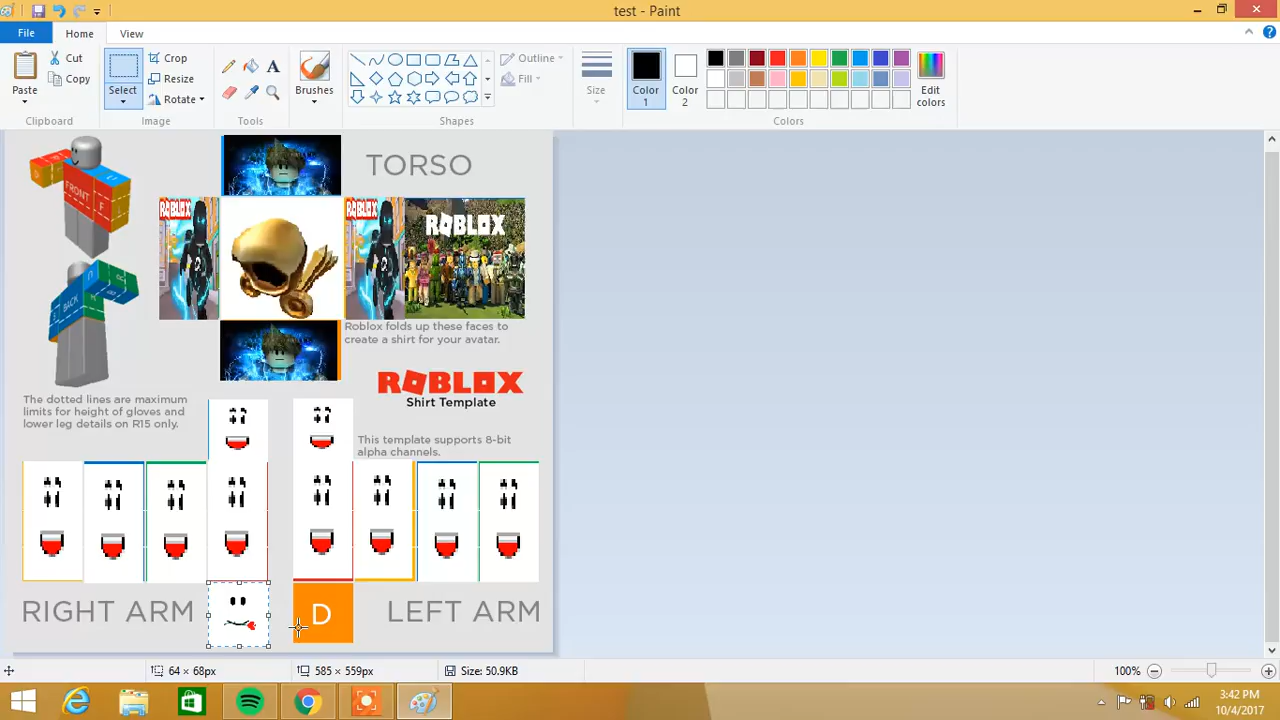 test - Paint
File
Home
View
Paste
Cut
Copy
Clipboard
Select
Crop
Resize
Rotate
Image
Tools
Brushes
Shapes
Outline
Fill
Size
Color 1
Color 2
Edit colors
Colors
FRONT
F
BACK
TORSO
ROBLOX
ROBLOX
ROBLOX
Roblox folds up these faces to
create a shirt for your avatar.
ROBLOX
Shirt Template
The dotted lines are maximum
limits for height of gloves and
lower leg details on R15 only.
This template supports 8-bit
alpha channels.
RIGHT ARM
D
LEFT ARM
64 × 68px
585 × 559px
Size: 50.9KB
100%
3:42 PM
10/4/2017